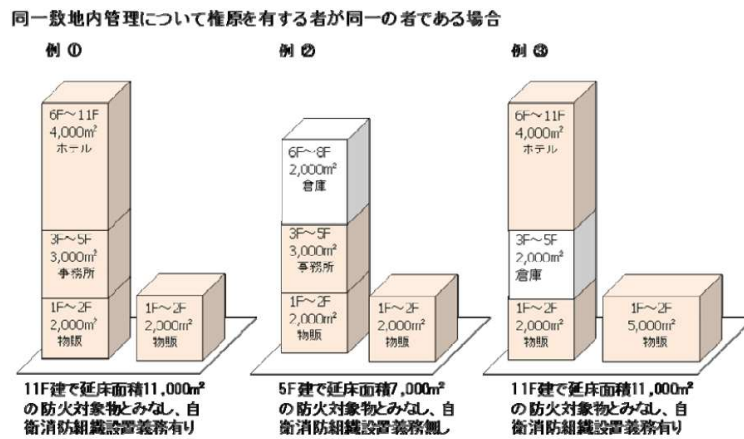 同一敷地内管理について権原を有する者が同一の者である場合
例①
例②
例③
6F～11F
4,000m²
ホテル
3F～5F
3,000m²
事務所
1F～2F
2,000m²
物販
1F～2F
2,000m²
物販
11F建で延床面積11,000m²
の防火対象物とみなし、自
衛消防組織設置義務有り
6F～8F
2,000m²
倉庫
3F～5F
3,000m²
事務所
1F～2F
2,000m²
物販
1F～2F
2,000m²
物販
5F建で延床面積7,000m²
の防火対象物とみなし、自
衛消防組織設置義務無し
6F～11F
4,000m²
ホテル
3F～5F
2,000m²
倉庫
1F～2F
2,000m²
物販
1F～2F
5,000m²
物販
11F建で延床面積11,000m²
の防火対象物とみなし、自
衛消防組織設置義務有り